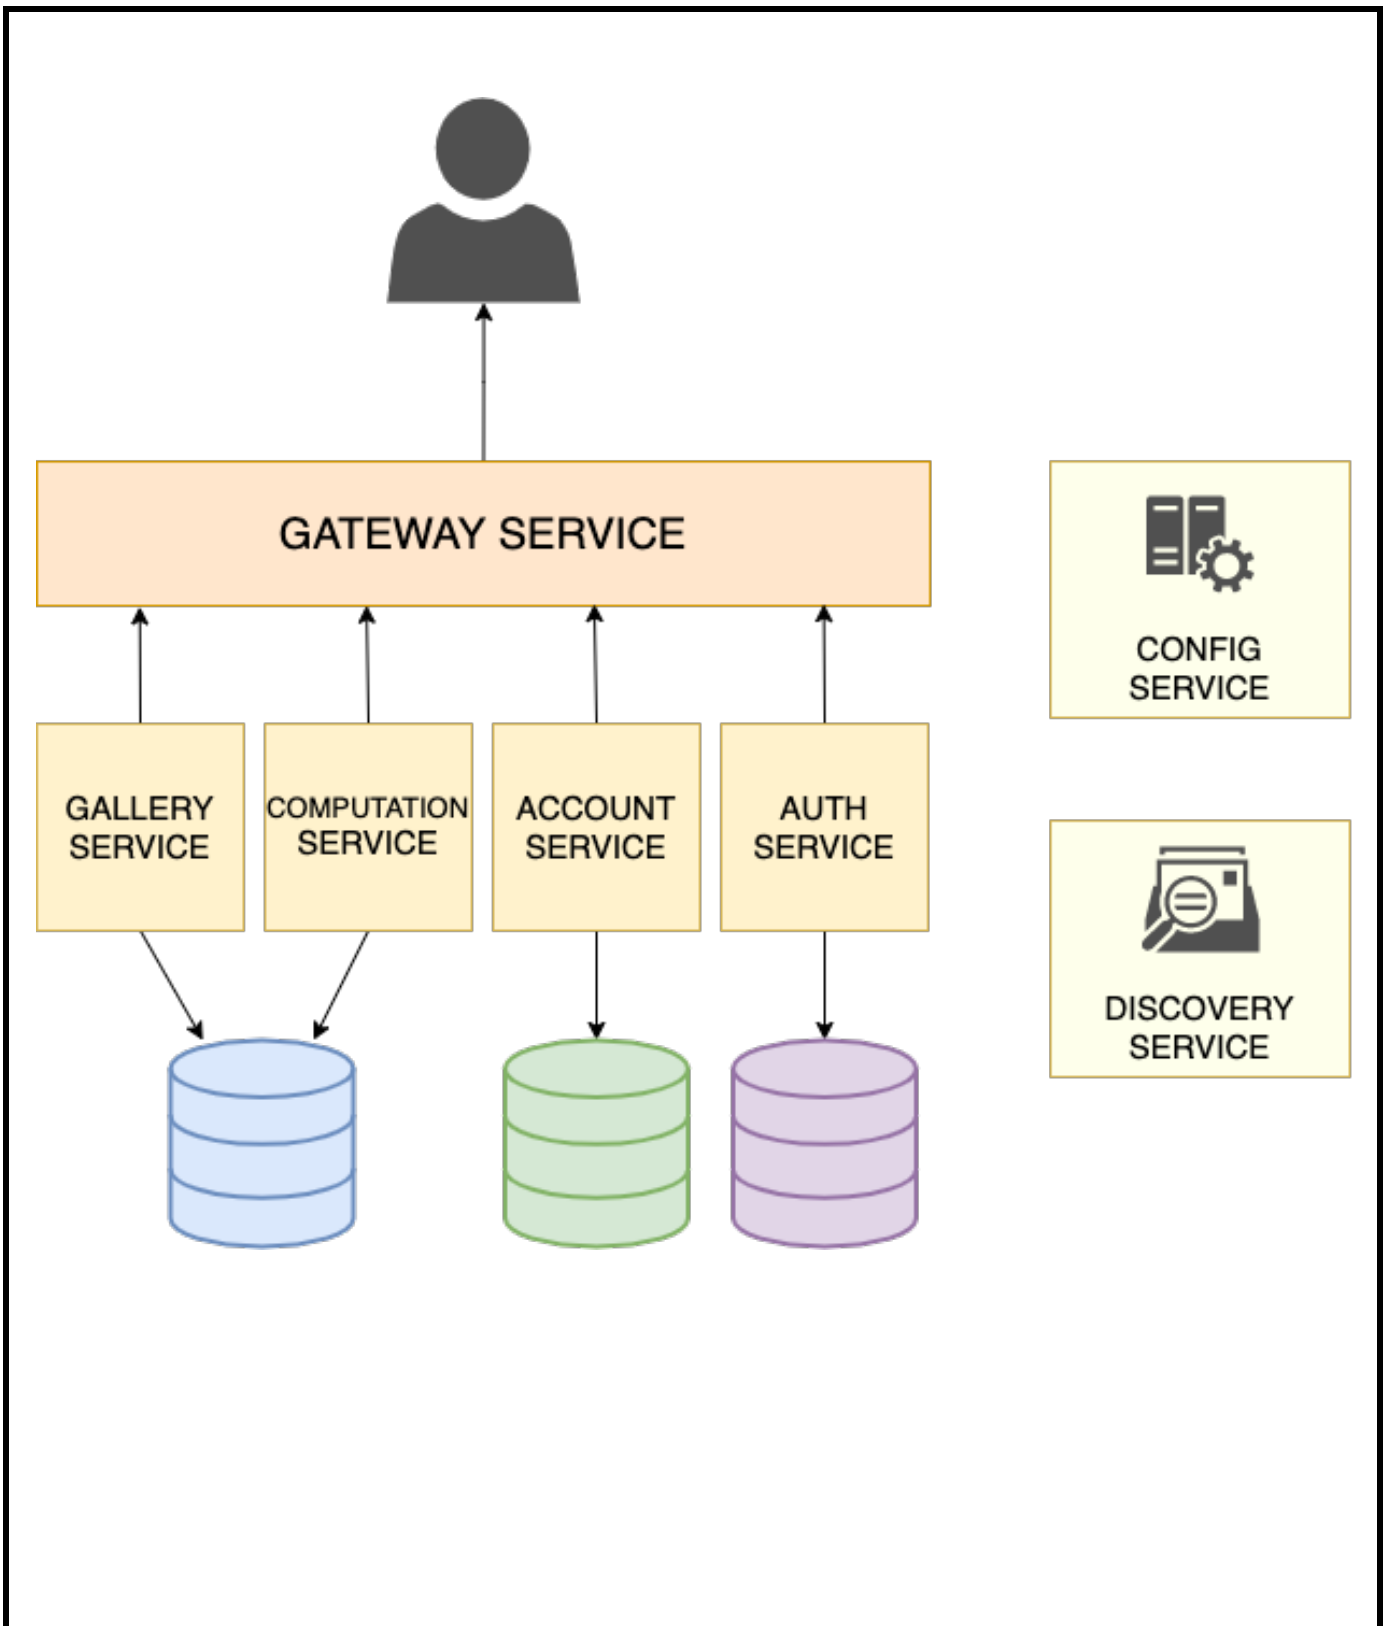 GATEWAY SERVICE
CONFIG
SERVICE
GALLERY
SERVICE
COMPUTATION
SERVICE
ACCOUNT
SERVICE
AUTH
SERVICE
DISCOVERY
SERVICE